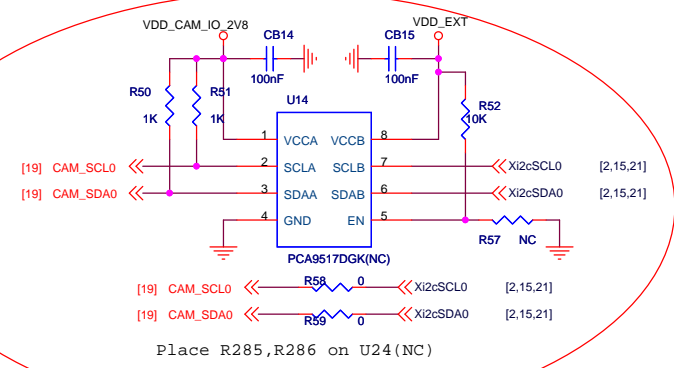 VDD_CAM_IO_2V8 CB14 CB15 VDD_EXT
100nF 100nF
R50 R51 U14 R52
1K 1K 10K
1 VCCA VCCB 8
[19] CAM_SCL0 2 SCLA SCLB 7 Xi2cSCL0 [2,15,21]
[19] CAM_SDA0 3 SDAA SDAB 6 Xi2cSDA0 [2,15,21]
4 GND EN 5
R57 NC
PCA9517DGK(NC)
[19] CAM_SCL0 R58 0 Xi2cSCL0 [2,15,21]
[19] CAM_SDA0 R59 0 Xi2cSDA0 [2,15,21]
Place R285,R286 on U24(NC)